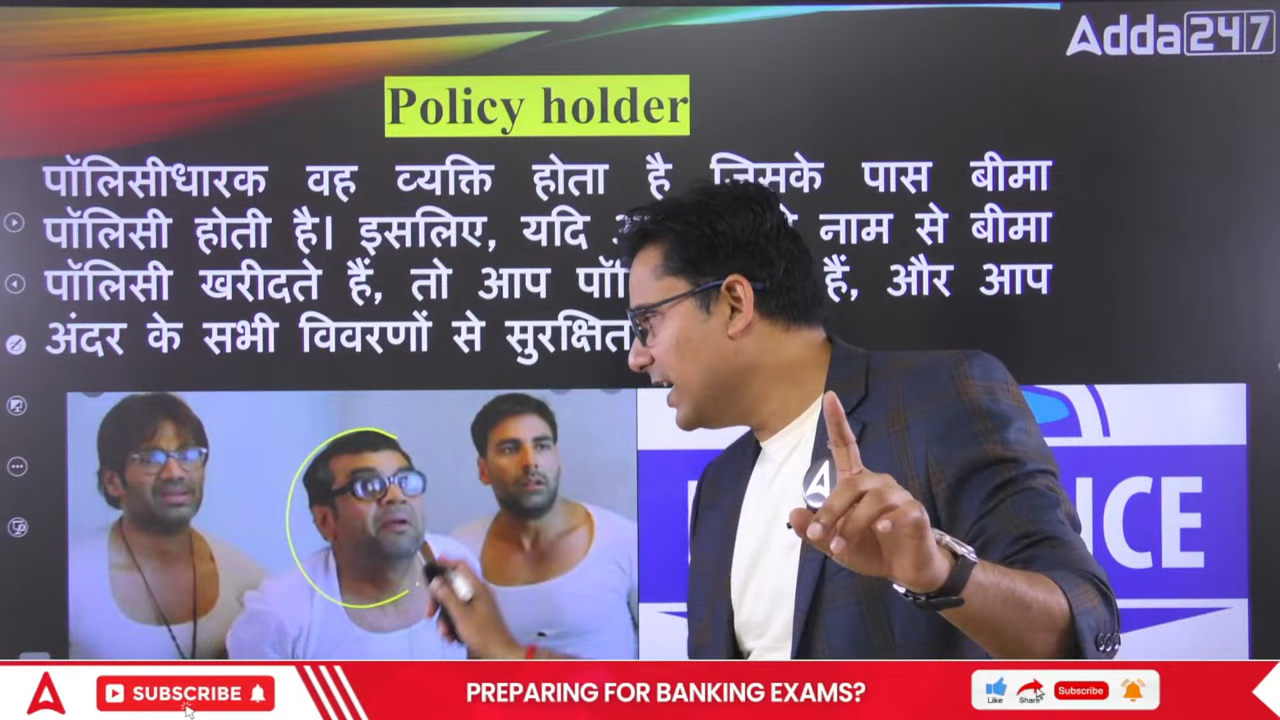 Adda247
Policy holder
पॉलिसीधारक वह व्यक्ति होता है जिसके पास बीमा
पॉलिसी होती है। इसलिए, यदि नाम से बीमा
पॉलिसी खरीदते हैं, तो आप हैं, और आप
अंदर के सभी विवरणों से सुरक्षित
SUBSCRIBE
PREPARING FOR BANKING EXAMS?
Like
Share
Subscribe